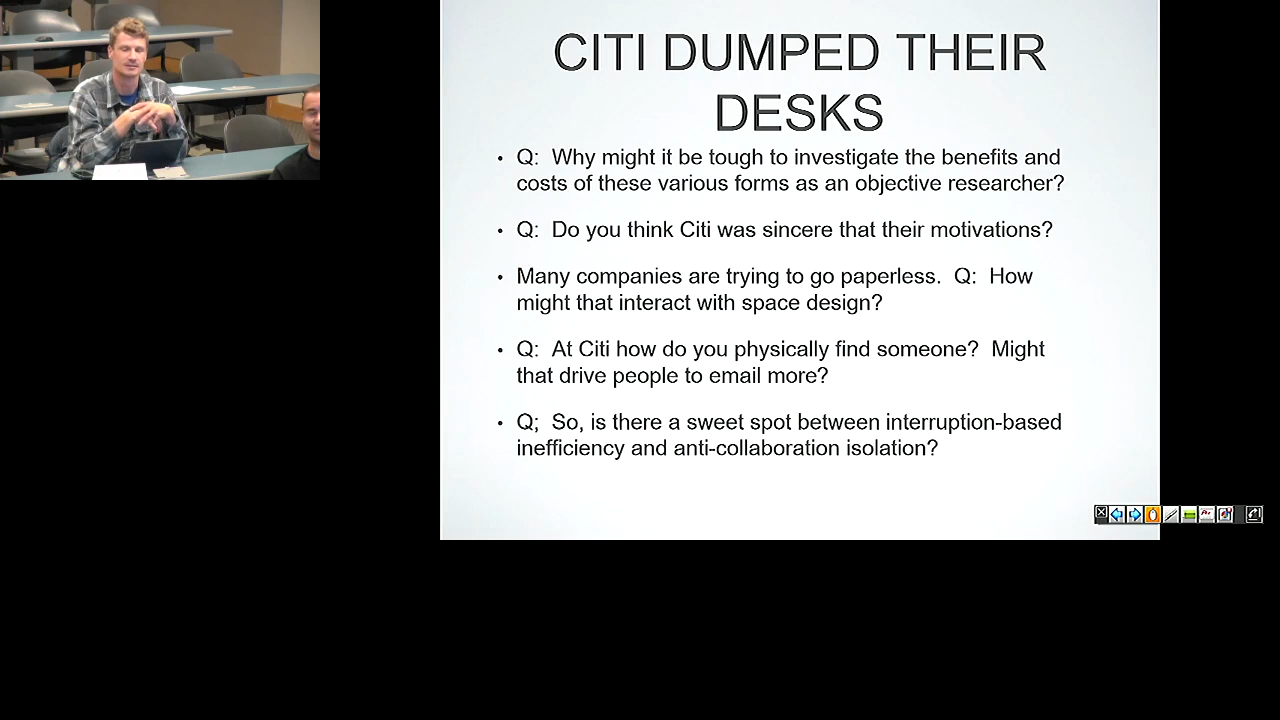 CITI DUMPED THEIR
DESKS
• Q: Why might it be tough to investigate the benefits and
costs of these various forms as an objective researcher?
• Q: Do you think Citi was sincere that their motivations?
• Many companies are trying to go paperless. Q: How
might that interact with space design?
• Q: At Citi how do you physically find someone? Might
that drive people to email more?
• Q; So, is there a sweet spot between interruption-based
inefficiency and anti-collaboration isolation?